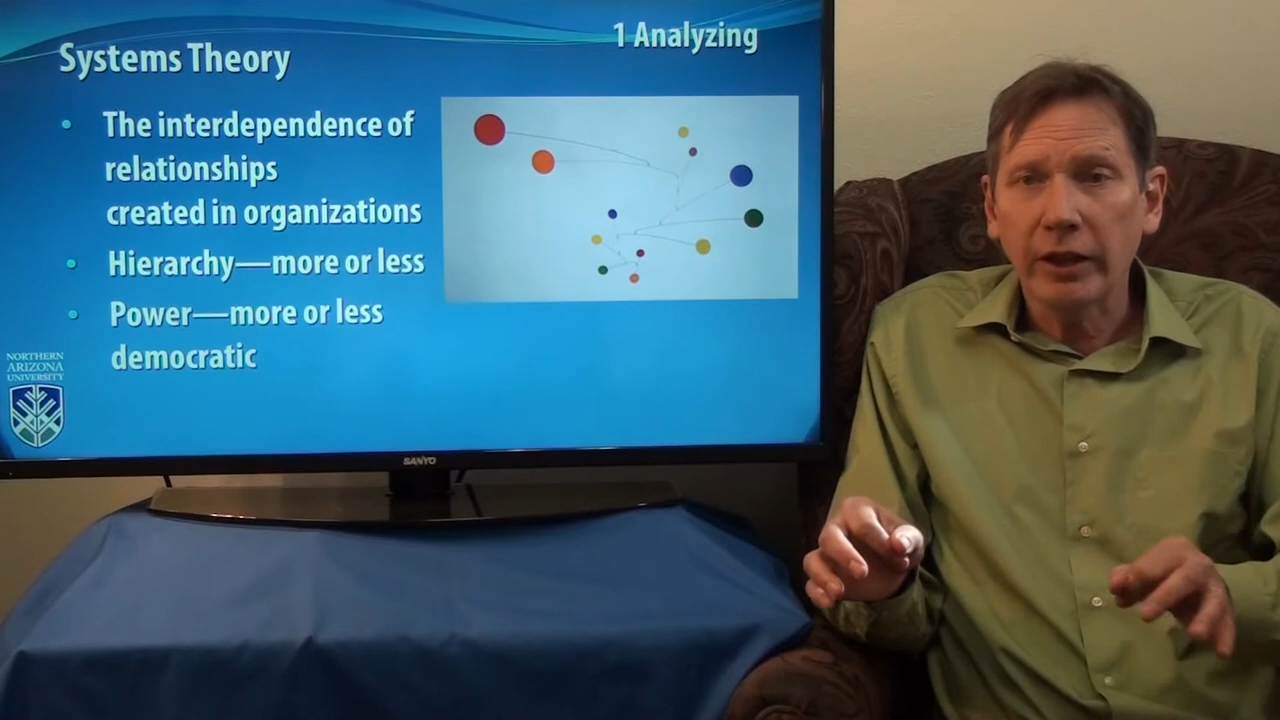 1 Analyzing
Systems Theory
• The interdependence of
relationships
created in organizations
• Hierarchy—more or less
• Power—more or less
democratic
NORTHERN
ARIZONA
UNIVERSITY
SANYO